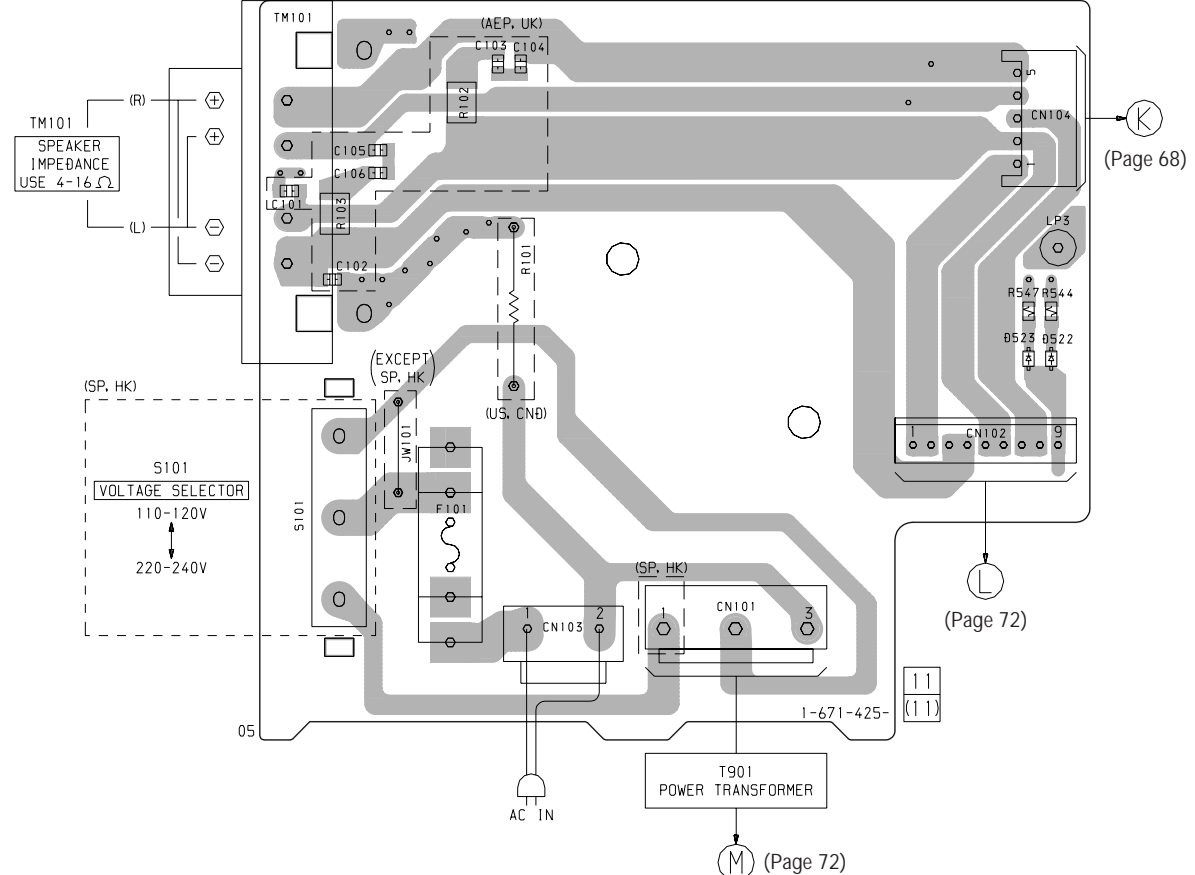 TM101
(AEP, UK)
C103 C104
5
(R)
R102
CN104
K
TM101
SPEAKER
IMPEDANCE
USE 4-16Ω
C105
C106
1
(Page 68)
LC101
R103
LP3
(L)
R101
C102
R547 R544
D523 D522
(EXCEPT
SP, HK)
(SP, HK)
(US, CND)
1 CN102 9
JW101
S101
VOLTAGE SELECTOR
110-120V
220-240V
S101
F101
(SP, HK)
L
(Page 72)
1 CN103 2
1 CN101 3
11
1-671-425-
(11)
05
T901
POWER TRANSFORMER
AC IN
M (Page 72)